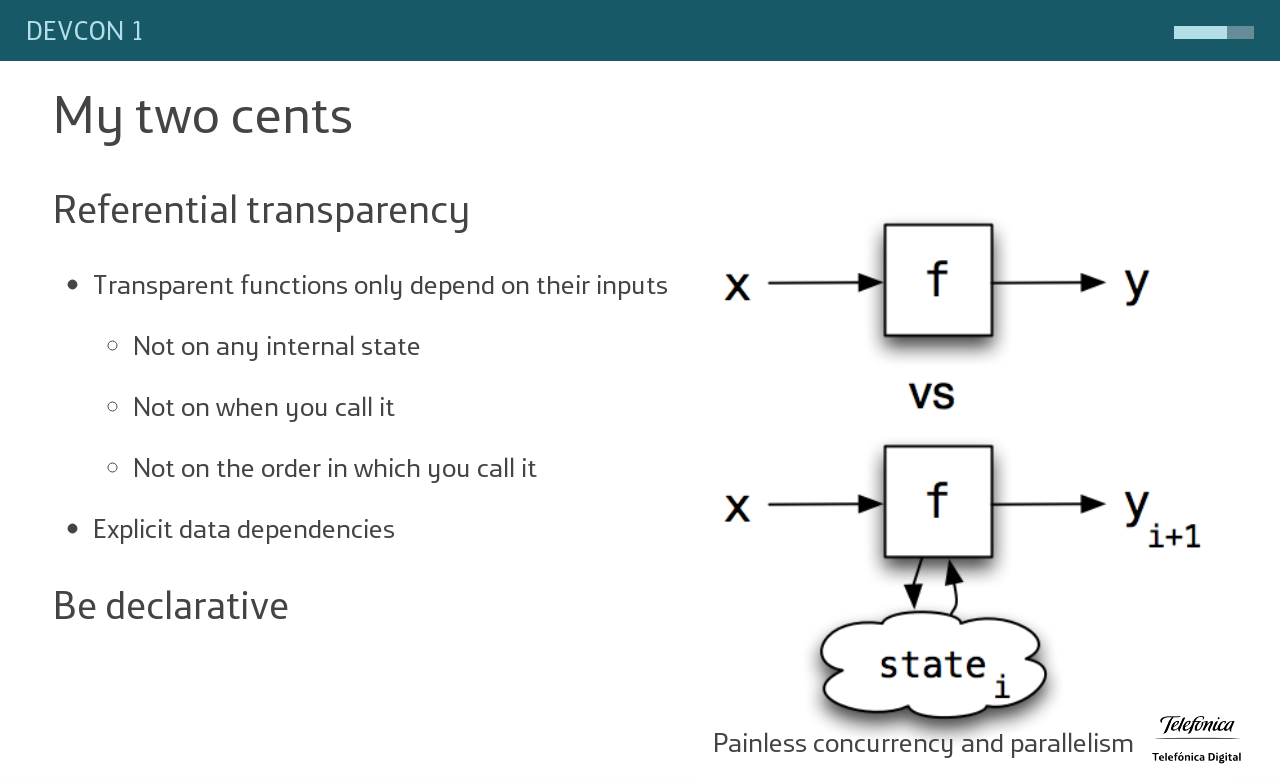 DEVCON 1
My two cents
Referential transparency
Transparent functions only depend on their inputs
Not on any internal state
Not on when you call it
Not on the order in which you call it
Explicit data dependencies
Be declarative
x f y
vs
x f y i+1
state i
Painless concurrency and parallelism
Telefónica
Telefónica Digital